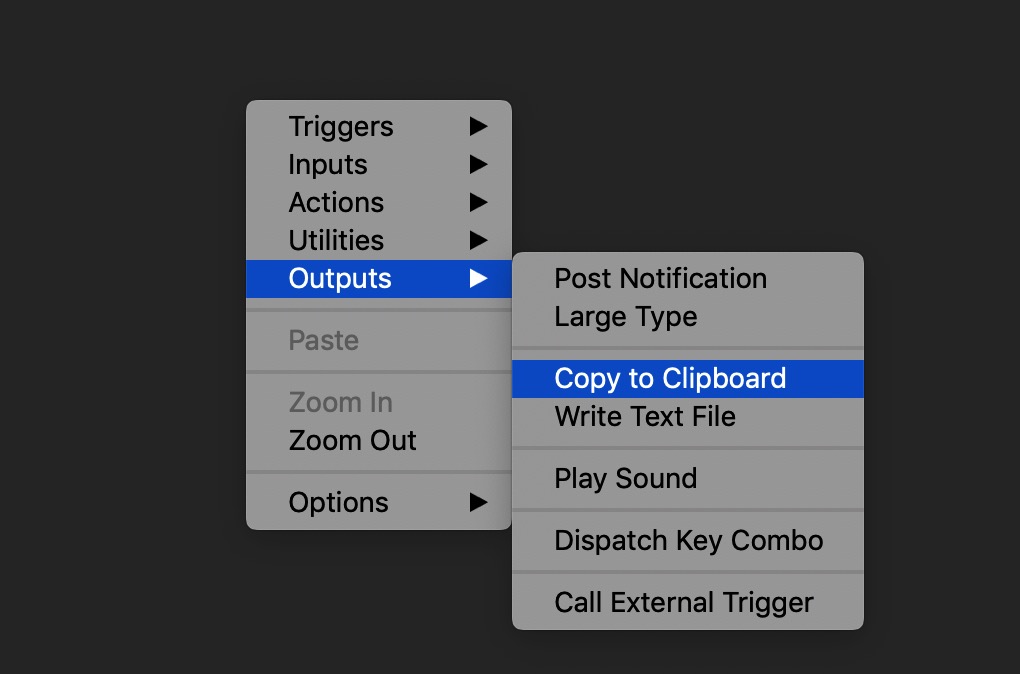 Triggers
Inputs
Actions
Utilities
Outputs
Paste
Zoom In
Zoom Out
Options
Post Notification
Large Type
Copy to Clipboard
Write Text File
Play Sound
Dispatch Key Combo
Call External Trigger